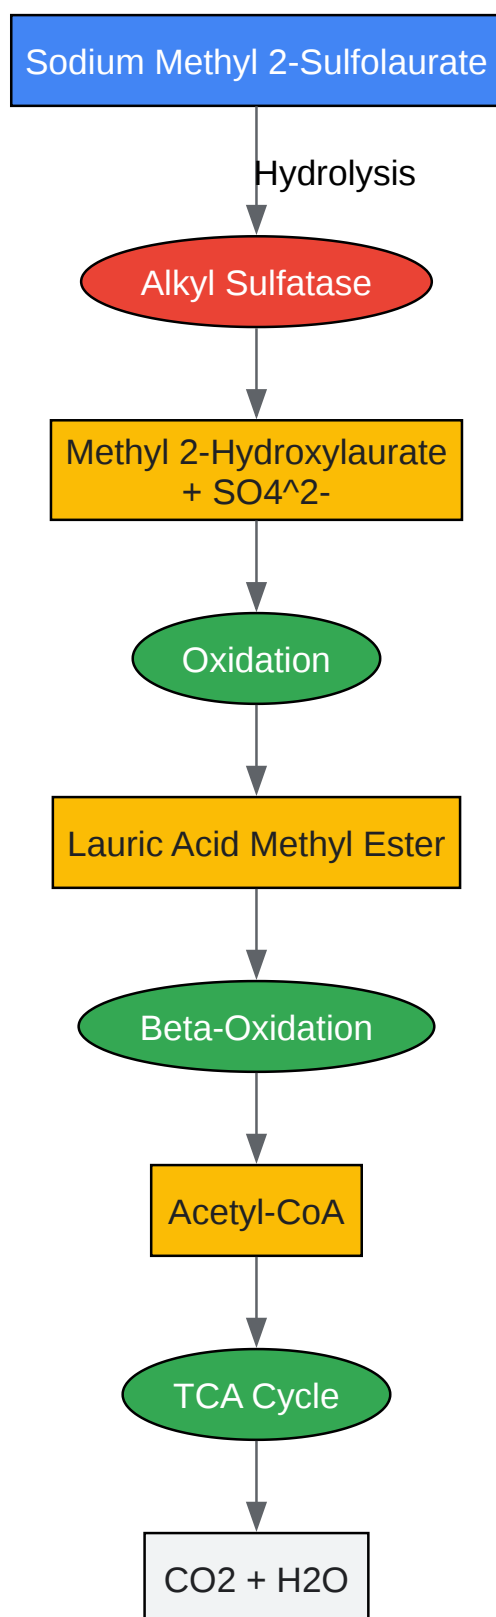 Sodium Methyl 2-Sulfolaurate
Hydrolysis
Alkyl Sulfatase
Methyl 2-Hydroxylaurate
+ SO4^2-
Oxidation
Lauric Acid Methyl Ester
Beta-Oxidation
Acetyl-CoA
TCA Cycle
CO2 + H2O